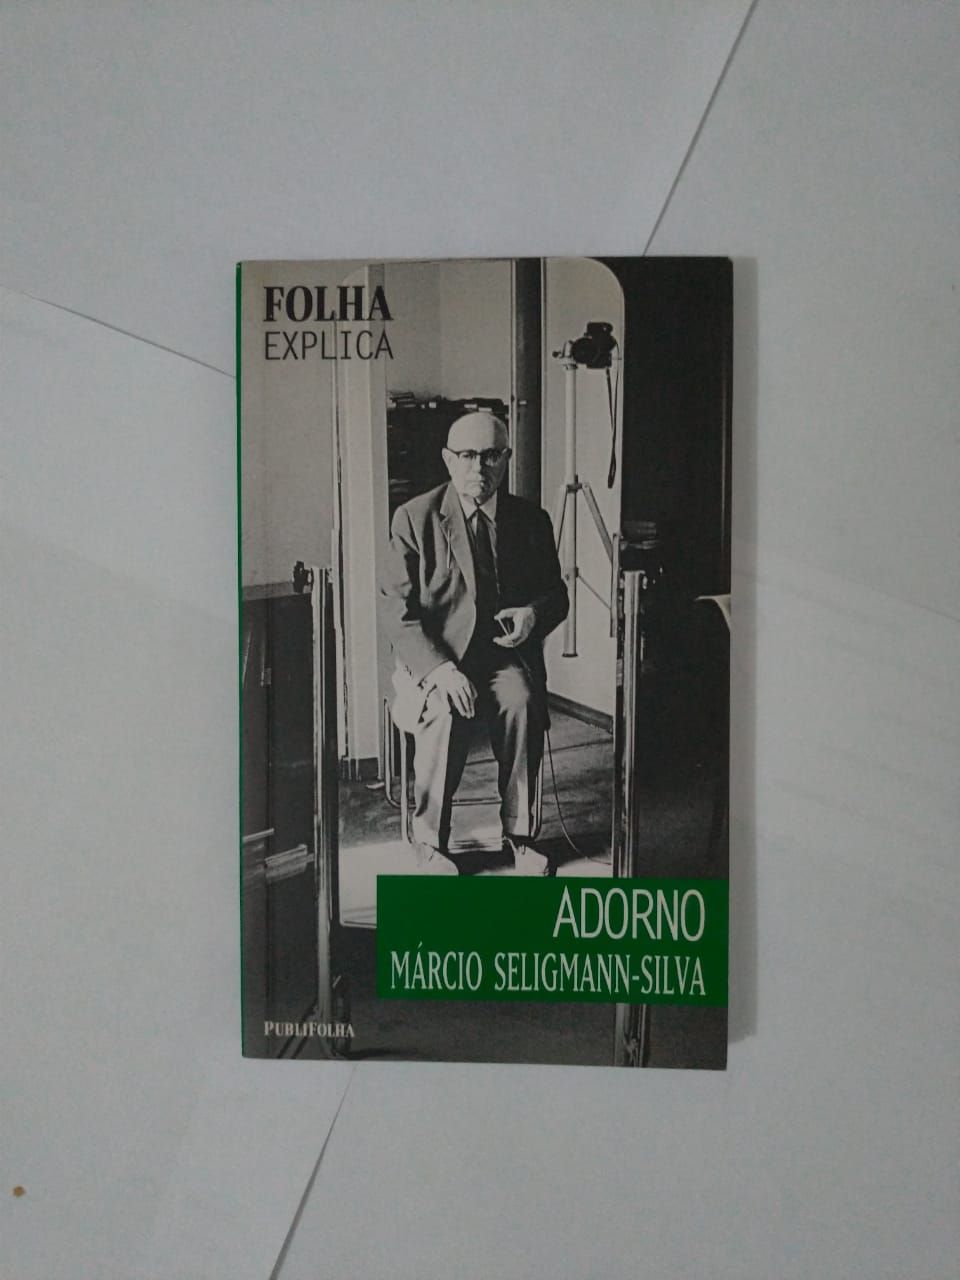 FOLHA
EXPLICA
ADORNO
MÁRCIO SELIGMANN-SILVA
PUBLIFOLHA